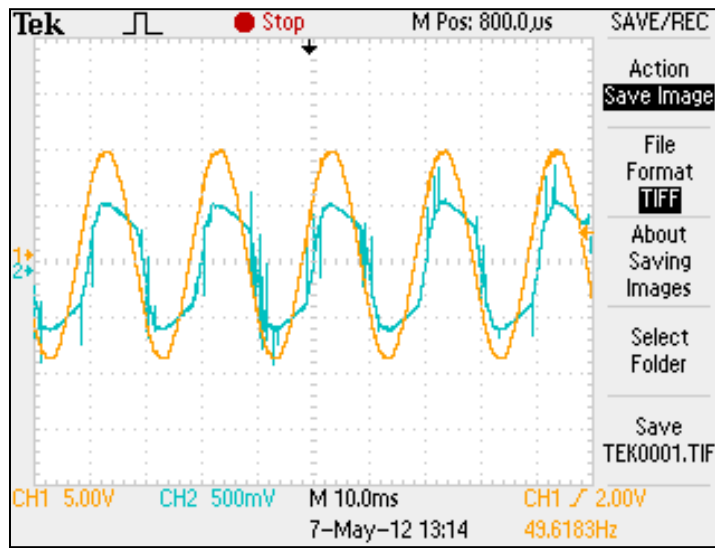 Tek Stop M Pos: 800.0µs SAVE/REC
Action
Save Image
File
Format
TIFF
About
Saving
Images
Select
Folder
Save
TEK0001.TIF
1
2
CH1 5.00V CH2 500mV M 10.0ms CH1 2.00V
7-May-12 13:14 49.6183Hz